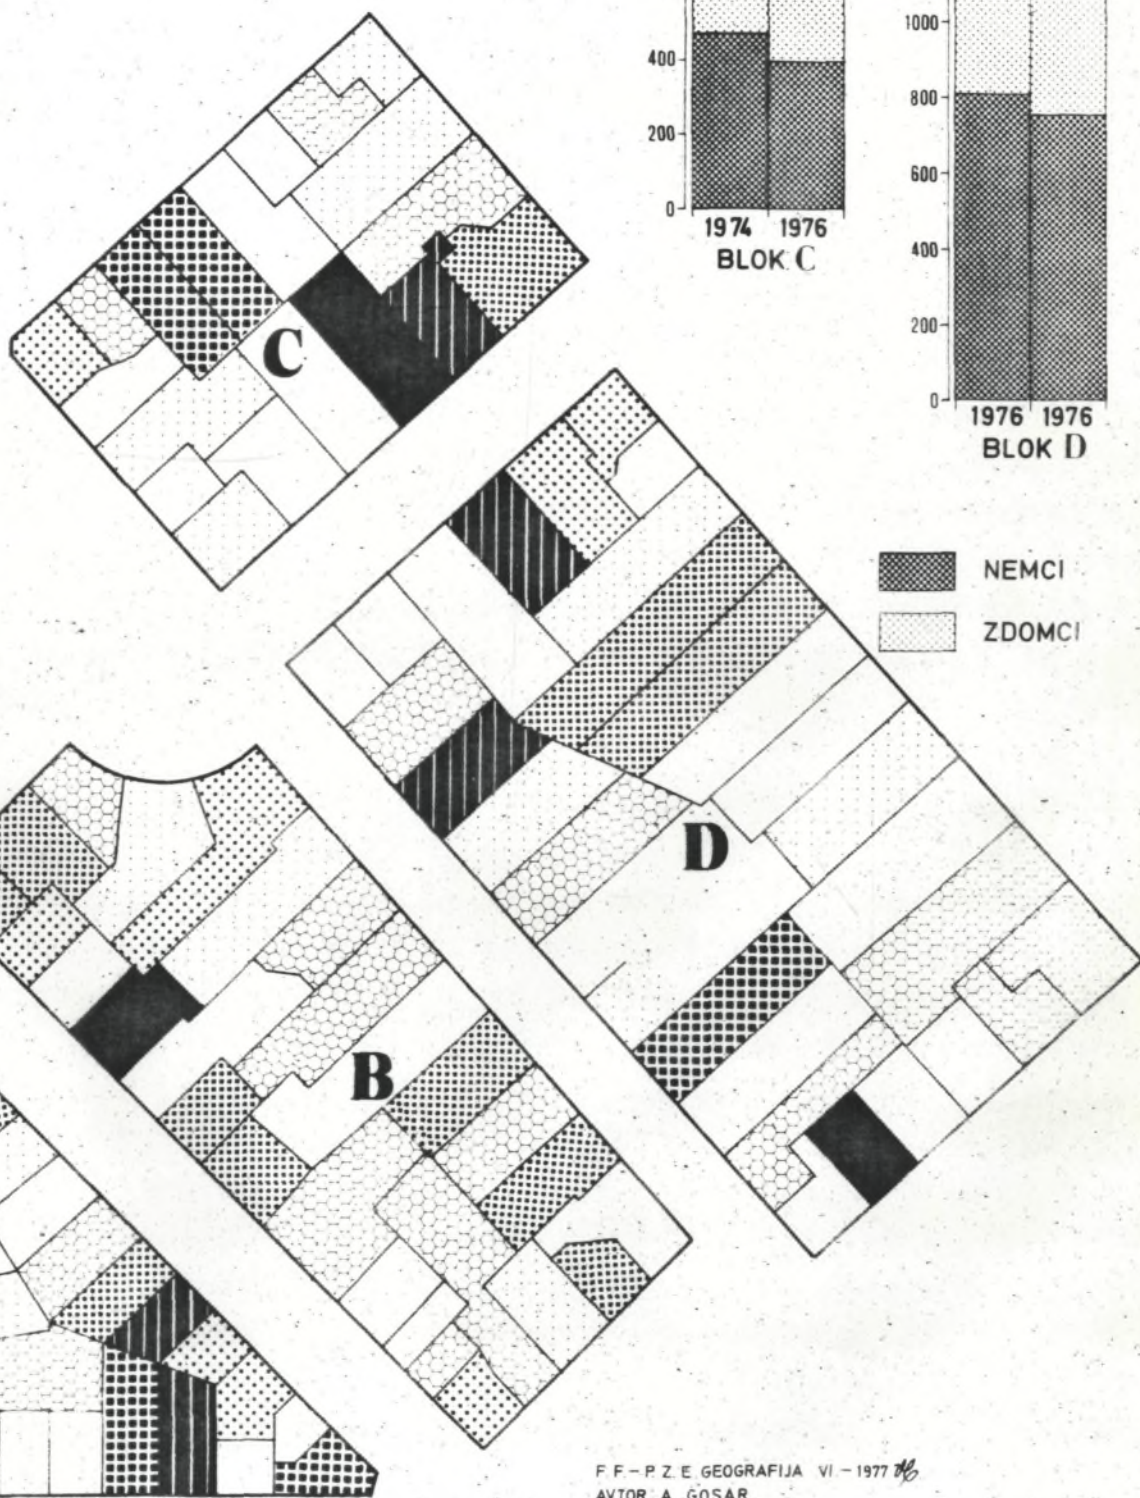 1000
400
800
200
600
0
1974 1976
BLOK C
400
200
0
1976 1976
BLOK D
C
NEMCI
ZDOMCI
D
B
F. F. - P. Z. E. GEOGRAFIJA VI. - 1977
AVTOR A. GOSAR